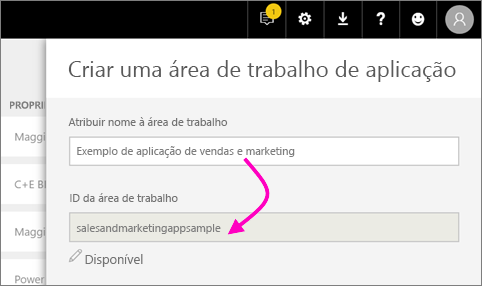 1
?
Criar uma área de trabalho de aplicação
PROPRI
Atribuir nome à área de trabalho
Maggi
Exemplo de aplicação de vendas e marketing
C+E BI
ID da área de trabalho
Maggi
salesandmarketingappsample
Disponível
Power